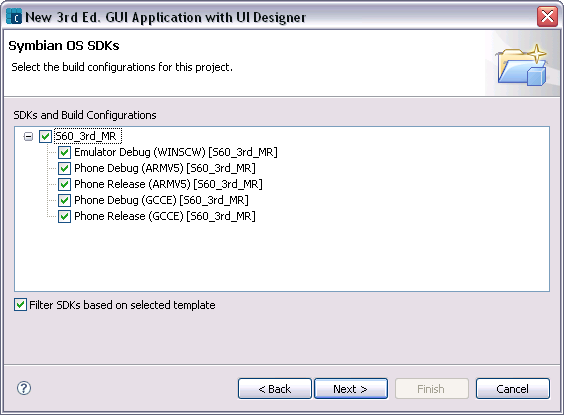 New 3rd Ed. GUI Application with UI Designer
Symbian OS SDKs
Select the build configurations for this project.
SDKs and Build Configurations
S60_3rd_MR
Emulator Debug (WINSCW) [S60_3rd_MR]
Phone Debug (ARMV5) [S60_3rd_MR]
Phone Release (ARMV5) [S60_3rd_MR]
Phone Debug (GCCE) [S60_3rd_MR]
Phone Release (GCCE) [S60_3rd_MR]
Filter SDKs based on selected template
? < Back Next > Finish Cancel